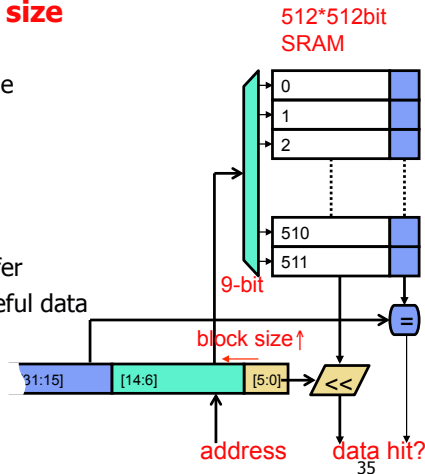 size
512*512bit
SRAM
e
0
1
2
510
511
fer
9-bit
eful data
=
block size↑
31:15]
[14:6]
[5:0]
<<
address
data hit?
35